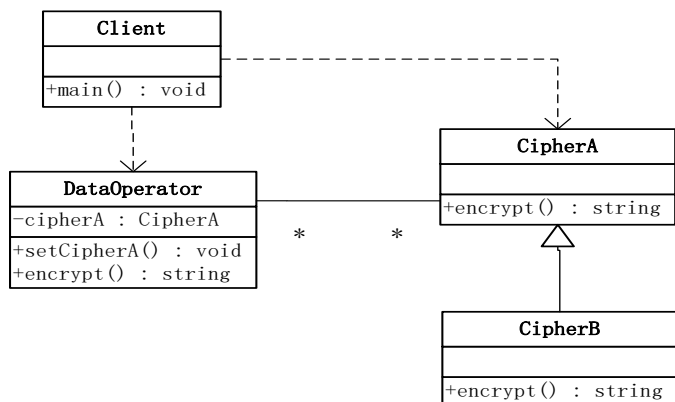 Client
+main() : void
CipherA
+encrypt() : string
DataOperator
-cipherA : CipherA
+setCipherA() : void
+encrypt() : string
* *
CipherB
+encrypt() : string